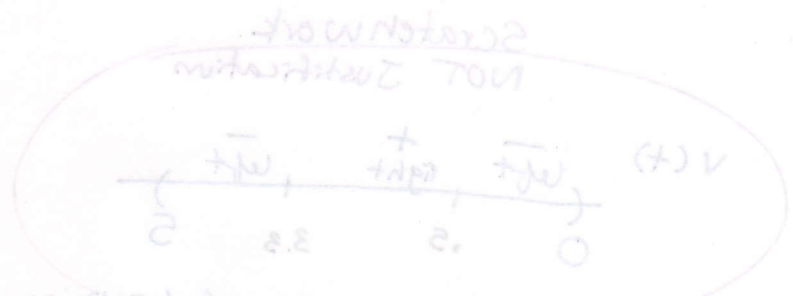 Scratchwork
NOT Justification
v(t) − + −
left right left
0 .5 3.5 5